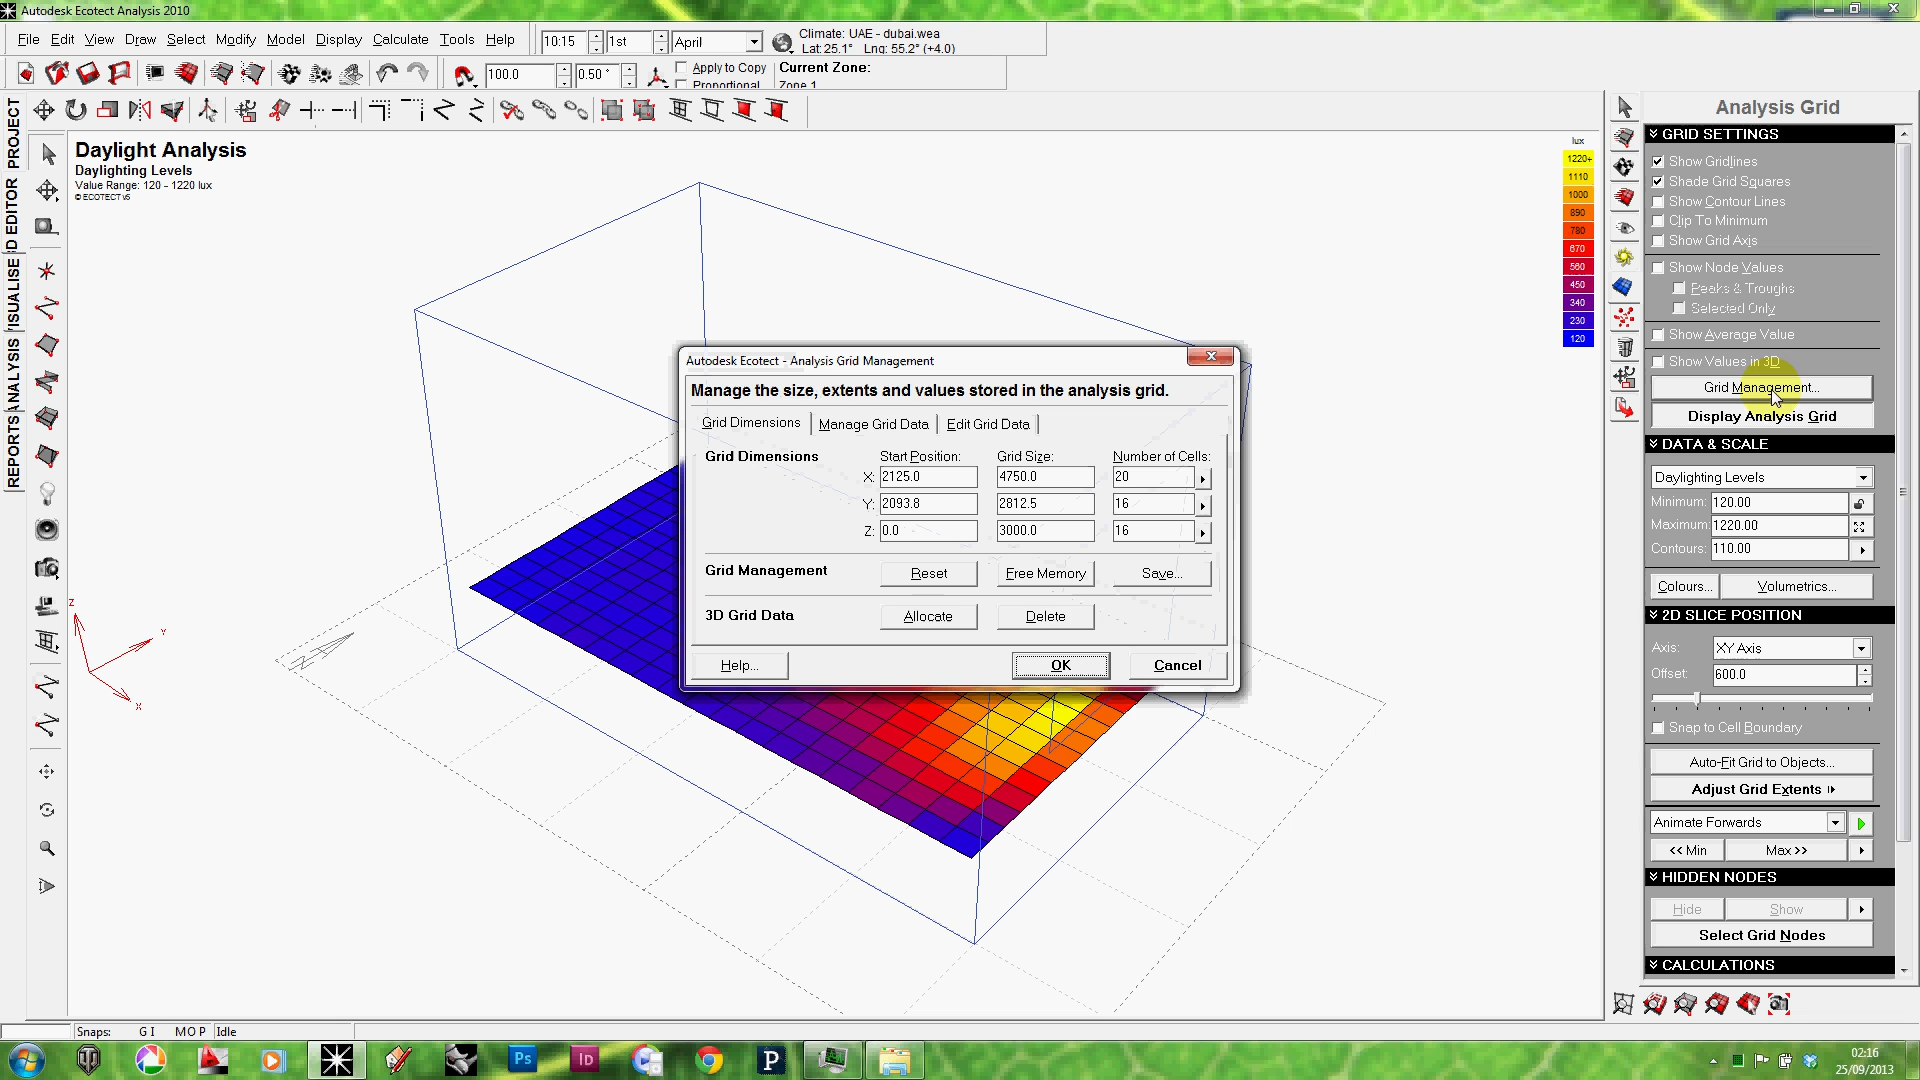 Autodesk Ecotect Analysis 2010
File Edit View Draw Select Modify Model Display Calculate Tools Help
10:15 1st April
Climate: UAE - dubai.wea
Lat: 25.1° Lng: 55.2° (+4.0)
100.0 0.50 °
Apply to Copy
Proportional
Current Zone:
Zone 1
PROJECT
3D EDITOR
VISUALISE
ANALYSIS
REPORTS
Daylight Analysis
Daylighting Levels
Value Range: 120 - 1220 lux
© ECOTECT v5
lux
1220+
1110
1000
890
780
670
560
450
340
230
120
Z
Y
X
Autodesk Ecotect - Analysis Grid Management
Manage the size, extents and values stored in the analysis grid.
Grid Dimensions Manage Grid Data Edit Grid Data
Grid Dimensions Start Position: Grid Size: Number of Cells:
X: 2125.0 4750.0 20
Y: 2093.8 2812.5 16
Z: 0.0 3000.0 16
Grid Management Reset Free Memory Save...
3D Grid Data Allocate Delete
Help... OK Cancel
Analysis Grid
GRID SETTINGS
Show Gridlines
Shade Grid Squares
Show Contour Lines
Clip To Minimum
Show Grid Axis
Show Node Values
Peaks & Troughs
Selected Only
Show Average Value
Show Values in 3D
Grid Management...
Display Analysis Grid
DATA & SCALE
Daylighting Levels
Minimum: 120.00
Maximum: 1220.00
Contours: 110.00
Colours... Volumetrics...
2D SLICE POSITION
Axis: XY Axis
Offset: 600.0
Snap to Cell Boundary
Auto-Fit Grid to Objects...
Adjust Grid Extents
Animate Forwards
<< Min Max >>
HIDDEN NODES
Hide Show
Select Grid Nodes
CALCULATIONS
Snaps: G I M O P Idle
Ps Id P
02:16
25/09/2013